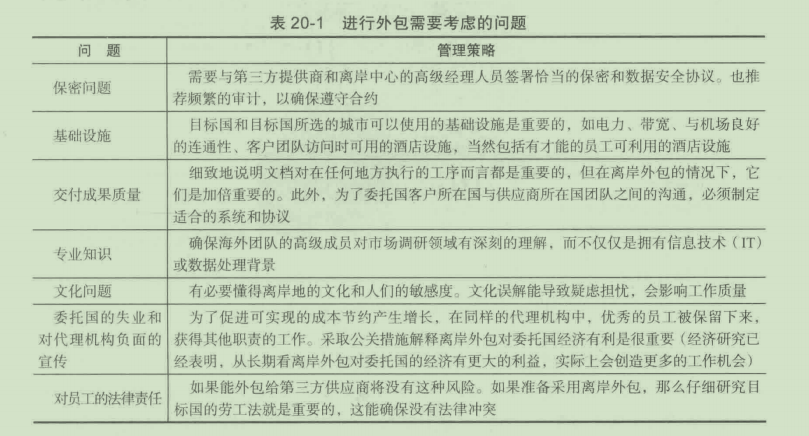 表 20-1 进行外包需要考虑的问题
问 题 管理策略
保密问题
需要与第三方提供商和离岸中心的高级经理人员签署恰当的保密和数据安全协议。也推
荐频繁的审计，以确保遵守合约
基础设施
目标国和目标国所选的城市可以使用的基础设施是重要的，如电力、带宽、与机场良好
的连通性、客户团队访问时可用的酒店设施，当然包括有才能的员工可利用的酒店设施
交付成果质量
细致地说明文档对在任何地方执行的工序而言都是重要的，但在离岸外包的情况下，它
们是加倍重要的。此外，为了委托国客户所在国与供应商所在国团队之间的沟通，必须制定
适合的系统和协议
专业知识
确保海外团队的高级成员对市场调研领域有深刻的理解，而不仅仅是拥有信息技术（IT）
或数据处理背景
文化问题
有必要懂得离岸地的文化和人们的敏感度。文化误解能导致疑虑担忧，会影响工作质量
委托国的失业和
对代理机构负面的
宣传
为了促进可实现的成本节约产生增长，在同样的代理机构中，优秀的员工被保留下来，
获得其他职责的工作。采取公关措施解释离岸外包对委托国经济有利是很重要（经济研究已
经表明，从长期看离岸外包对委托国的经济有更大的利益，实际上会创造更多的工作机会）
对员工的法律责任
如果能外包给第三方供应商将没有这种风险。如果准备采用离岸外包，那么仔细研究目
标国的劳工法就是重要的，这能确保没有法律冲突